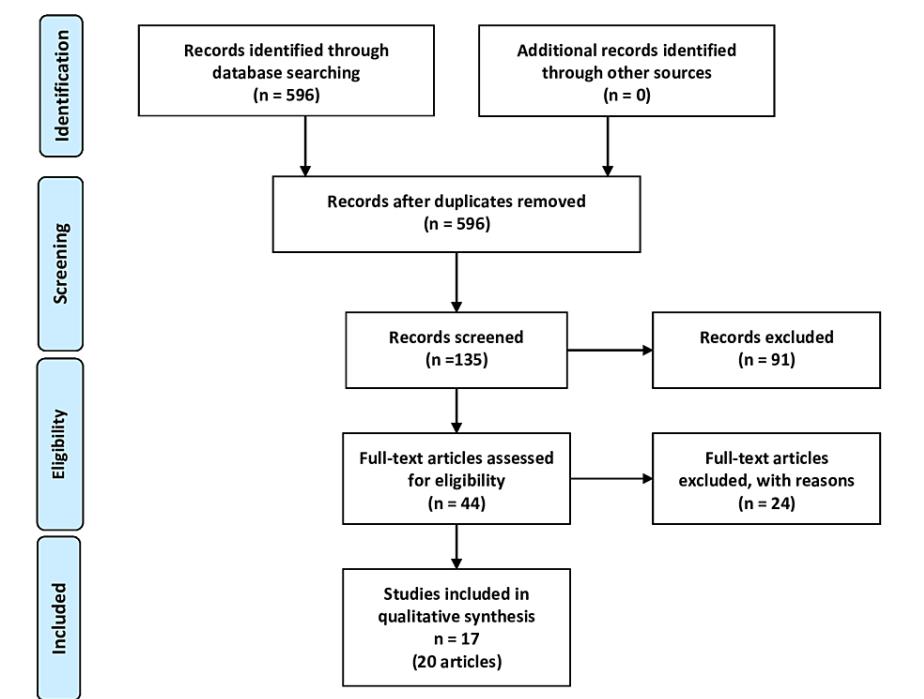 Identification
Records identified through
database searching
(n = 596)
Additional records identified
through other sources
(n = 0)
Screening
Records after duplicates removed
(n = 596)
Records screened
(n =135)
Records excluded
(n = 91)
Eligibility
Full-text articles assessed
for eligibility
(n = 44)
Full-text articles
excluded, with reasons
(n = 24)
Included
Studies included in
qualitative synthesis
n = 17
(20 articles)